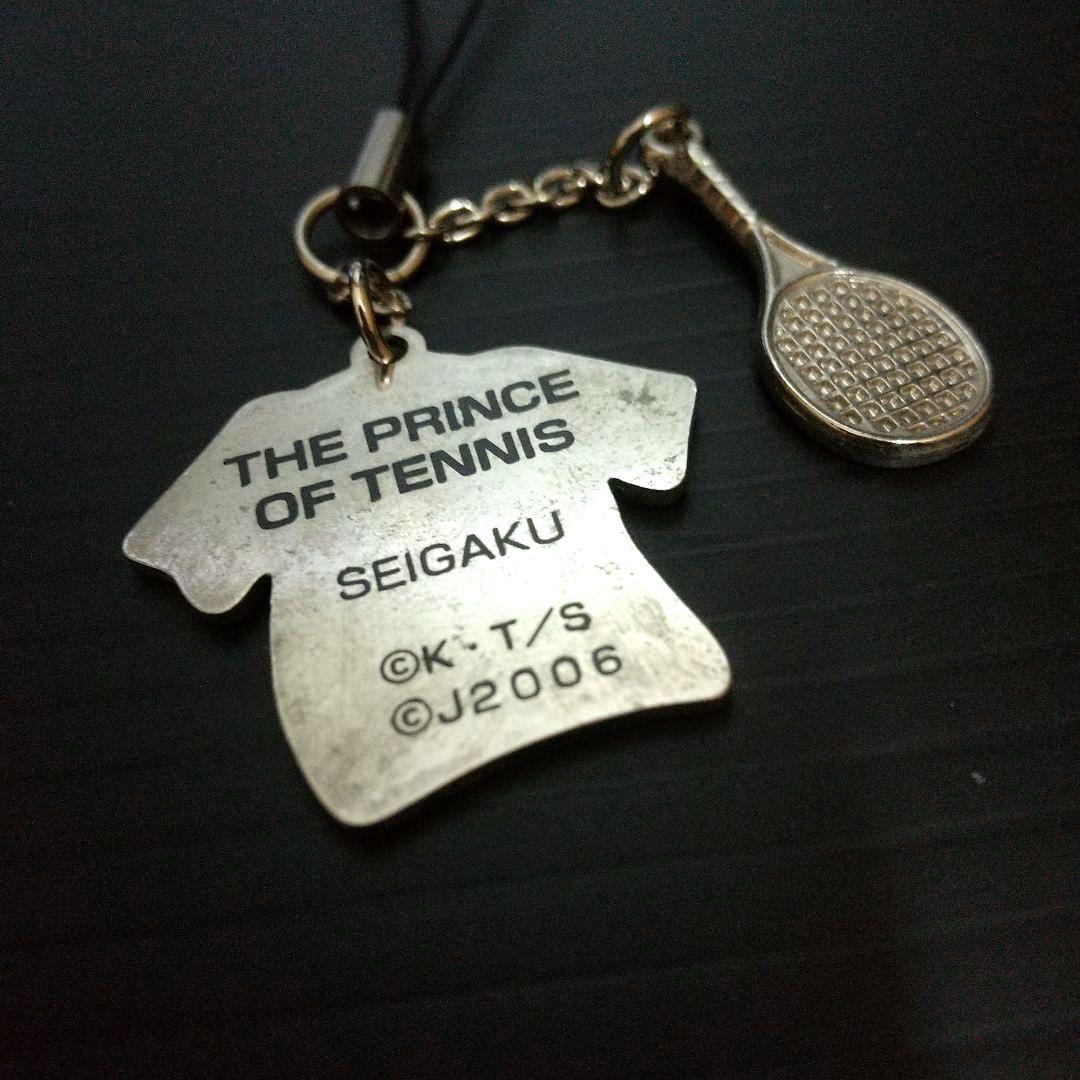 THE PRINCE
OF TENNIS
SEIGAKU
©K・T/S
©J2006